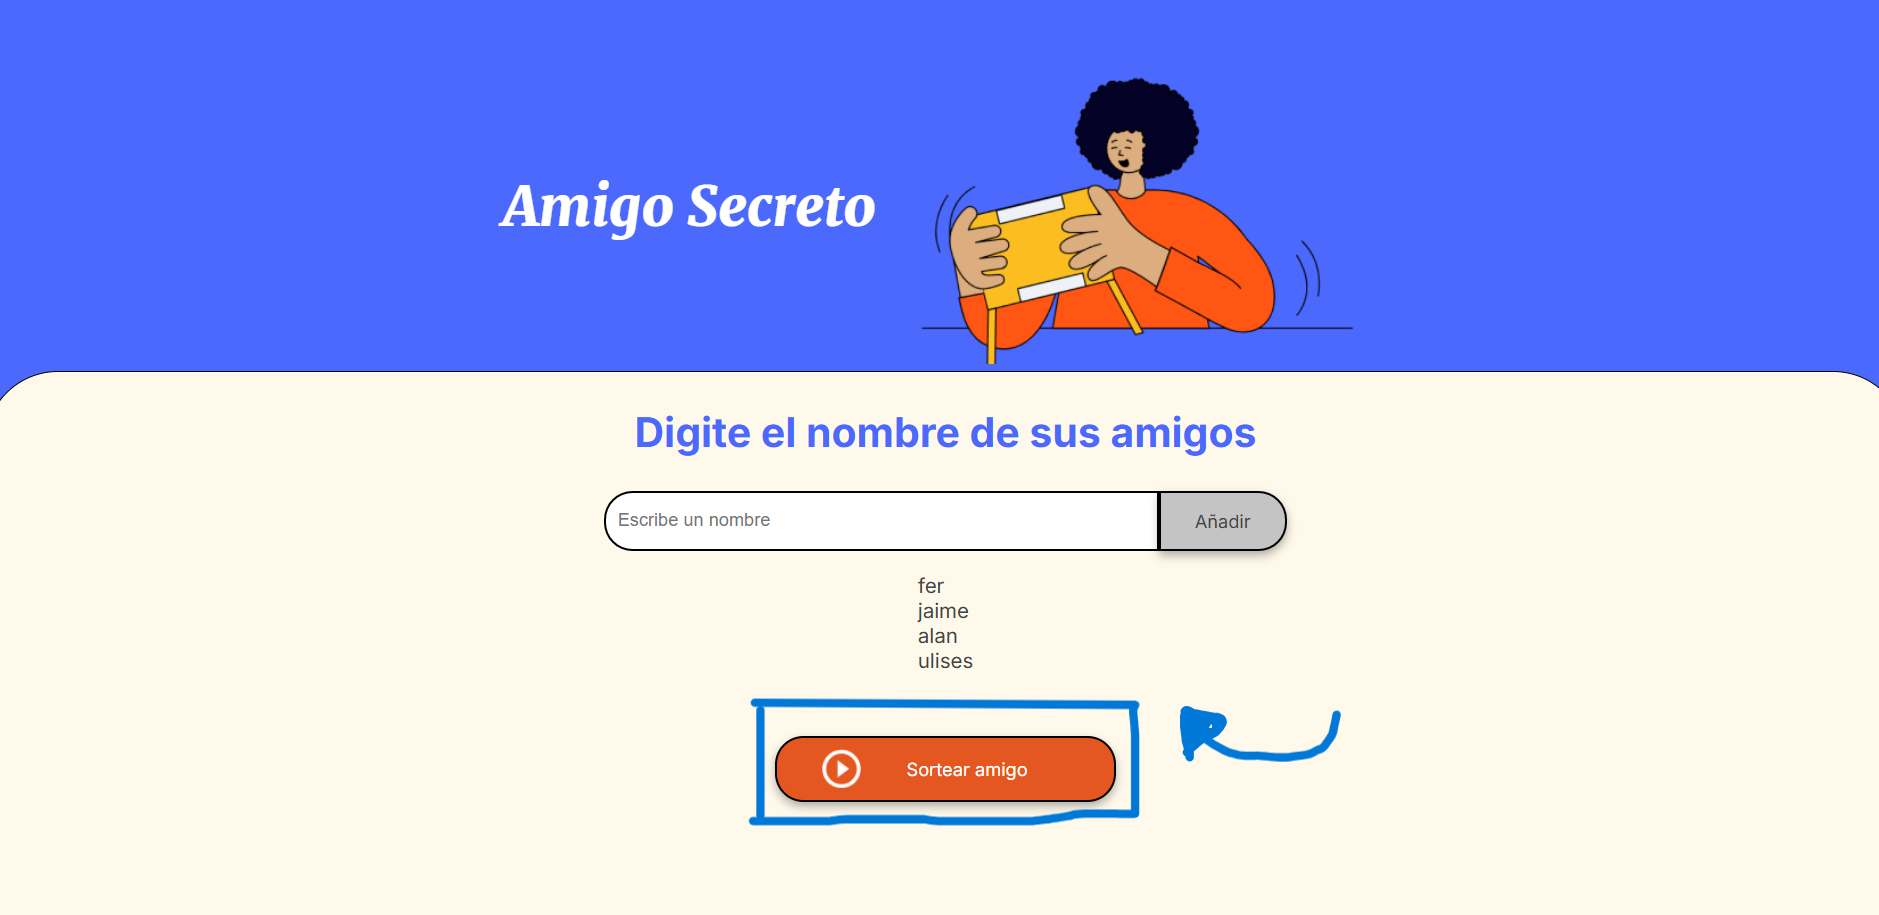 Amigo Secreto
Digite el nombre de sus amigos
Escribe un nombre
Añadir
fer
jaime
alan
ulises
Sortear amigo